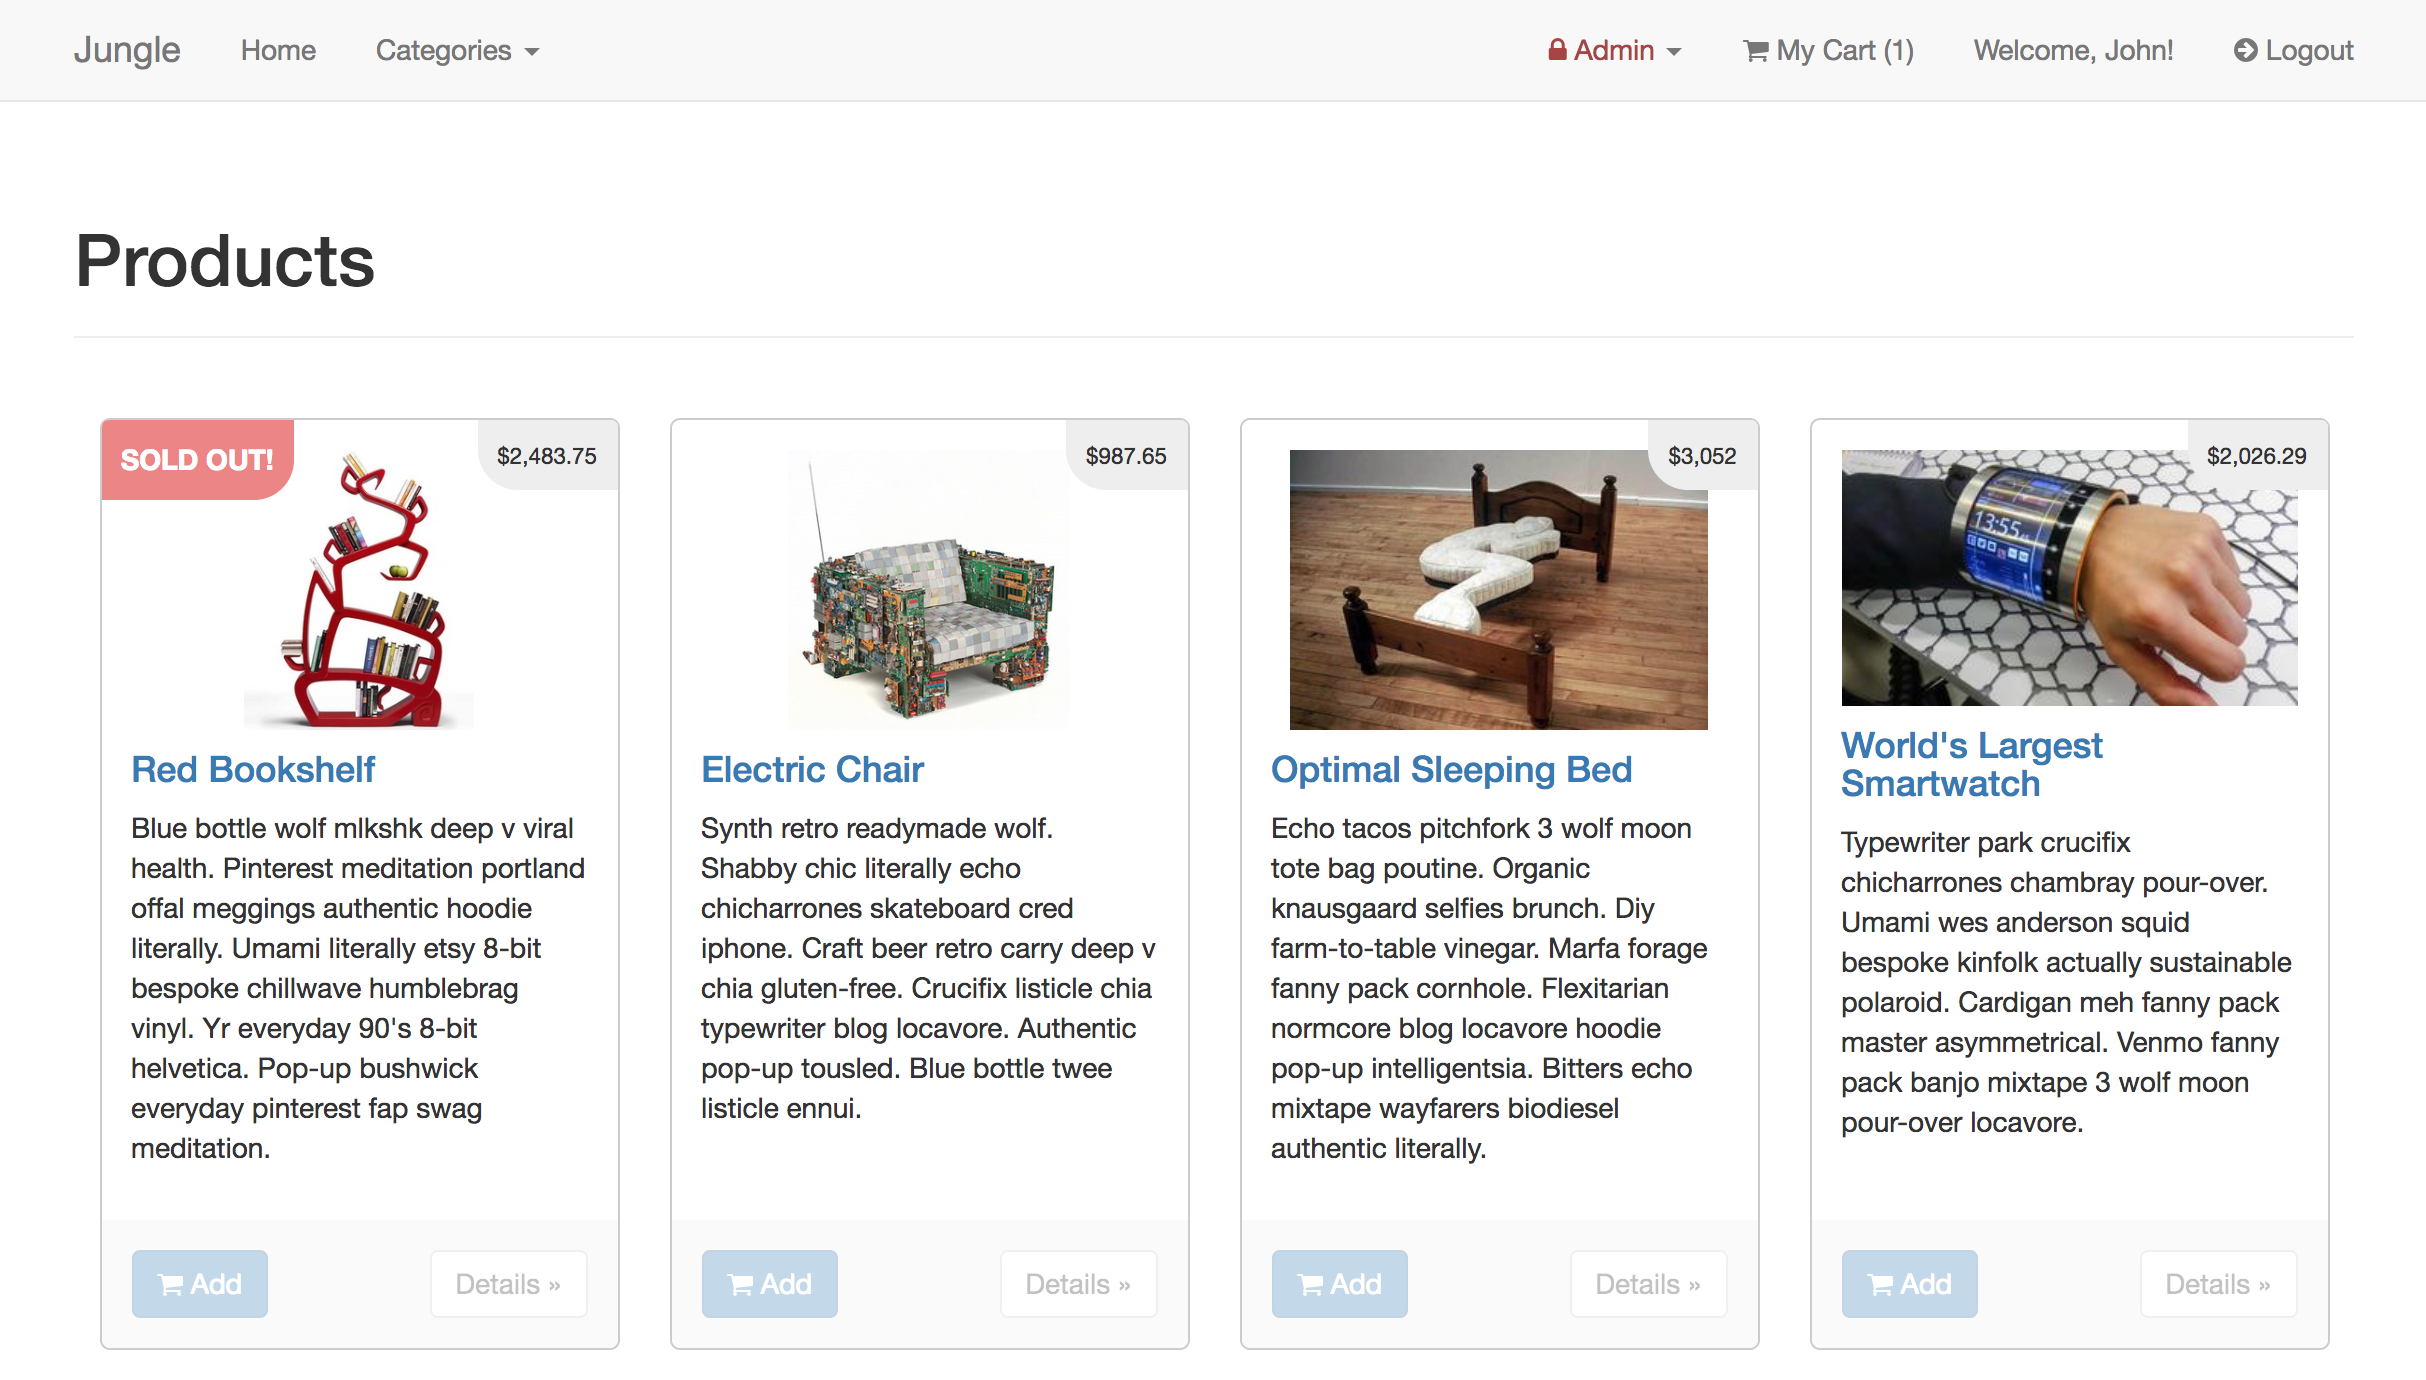 Jungle Home Categories Admin My Cart (1) Welcome, John! Logout
Products
SOLD OUT!
$2,483.75
Red Bookshelf
Blue bottle wolf mlkshk deep v viral
health. Pinterest meditation portland
offal meggings authentic hoodie
literally. Umami literally etsy 8-bit
bespoke chillwave humblebrag
vinyl. Yr everyday 90's 8-bit
helvetica. Pop-up bushwick
everyday pinterest fap swag
meditation.
Add
Details »
$987.65
Electric Chair
Synth retro readymade wolf.
Shabby chic literally echo
chicharrones skateboard cred
iphone. Craft beer retro carry deep v
chia gluten-free. Crucifix listicle chia
typewriter blog locavore. Authentic
pop-up tousled. Blue bottle twee
listicle ennui.
Add
Details »
$3,052
Optimal Sleeping Bed
Echo tacos pitchfork 3 wolf moon
tote bag poutine. Organic
knausgaard selfies brunch. Diy
farm-to-table vinegar. Marfa forage
fanny pack cornhole. Flexitarian
normcore blog locavore hoodie
pop-up intelligentsia. Bitters echo
mixtape wayfarers biodiesel
authentic literally.
Add
Details »
$2,026.29
13:55
World's Largest
Smartwatch
Typewriter park crucifix
chicharrones chambray pour-over.
Umami wes anderson squid
bespoke kinfolk actually sustainable
polaroid. Cardigan meh fanny pack
master asymmetrical. Venmo fanny
pack banjo mixtape 3 wolf moon
pour-over locavore.
Add
Details »